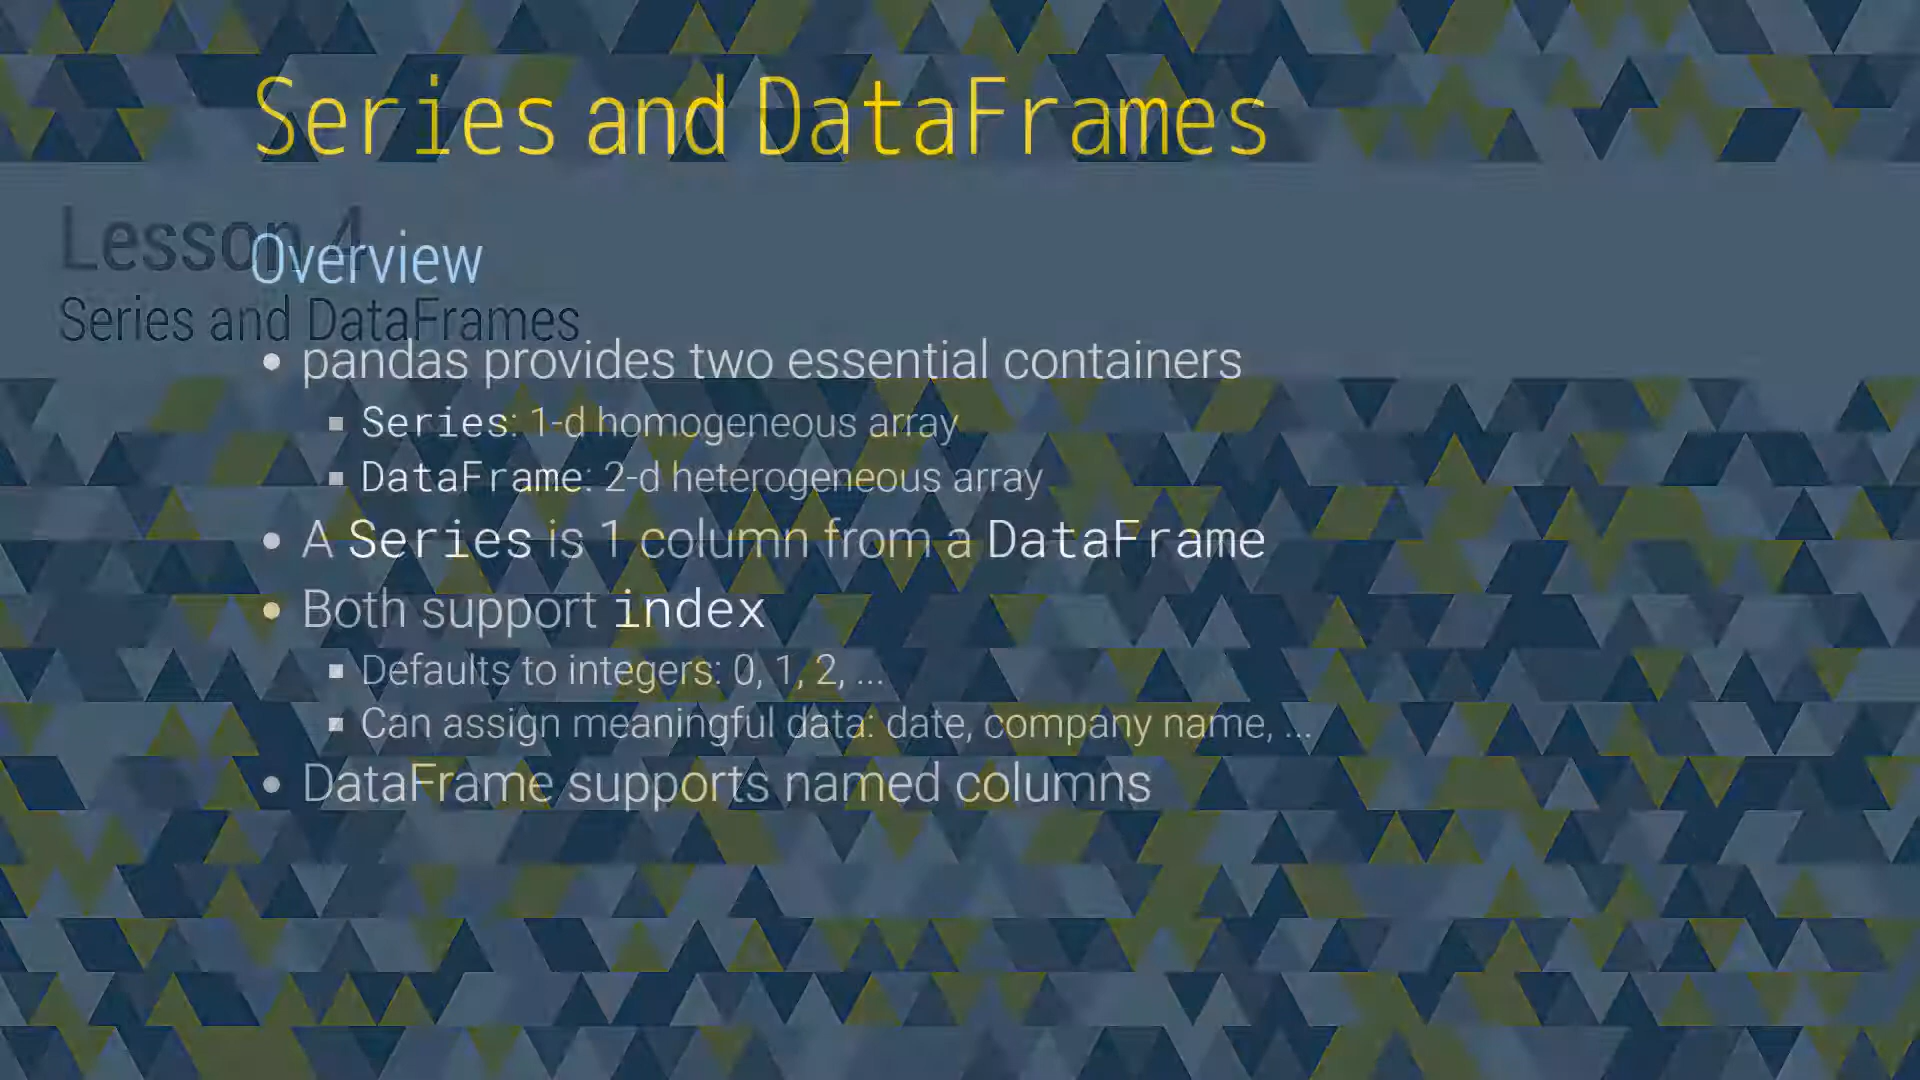 Series and DataFrames
Lesson 4
Overview
Series and DataFrames
• pandas provides two essential containers
▪ Series: 1-d homogeneous array
▪ DataFrame: 2-d heterogeneous array
• A Series is 1 column from a DataFrame
• Both support index
▪ Defaults to integers: 0, 1, 2, ...
▪ Can assign meaningful data: date, company name, ...
• DataFrame supports named columns